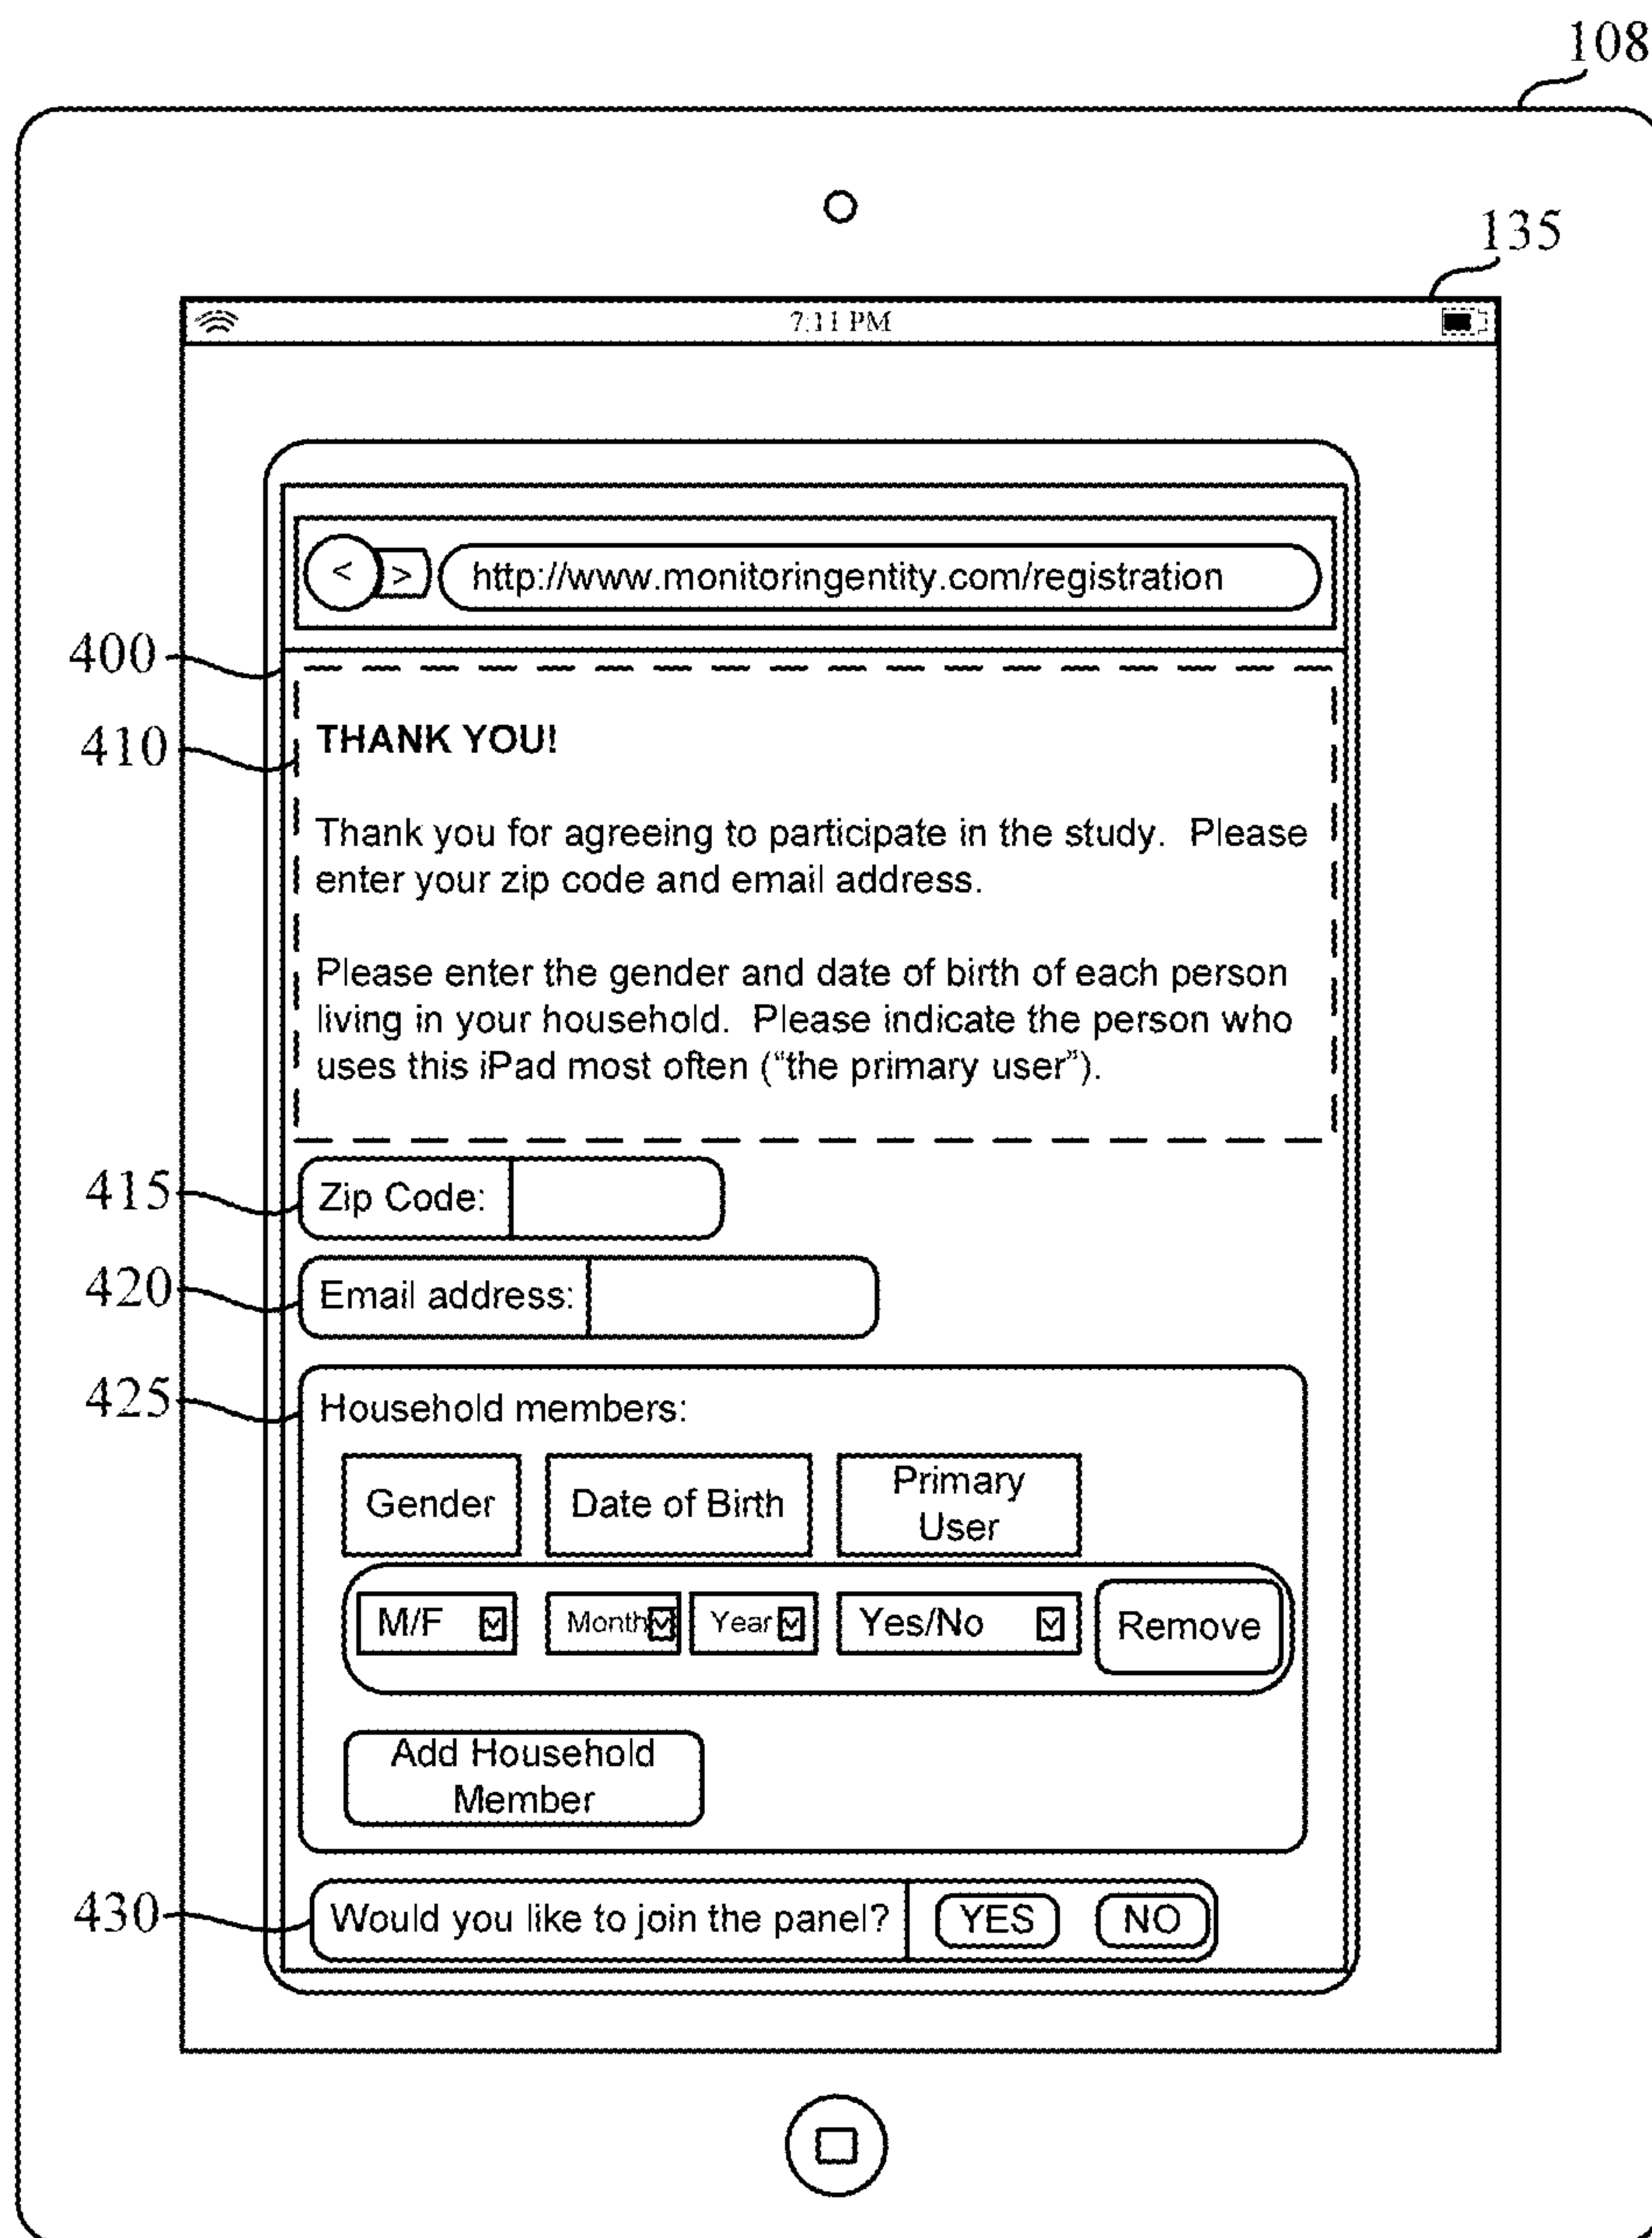 108
135
7:11 PM
< > http://www.monitoringentity.com/registration
400
410
THANK YOU!
Thank you for agreeing to participate in the study. Please
enter your zip code and email address.
Please enter the gender and date of birth of each person
living in your household. Please indicate the person who
uses this iPad most often ("the primary user").
415
Zip Code:
420
Email address:
425
Household members:
Gender
Date of Birth
Primary
User
M/F
Month
Year
Yes/No
Remove
Add Household
Member
430
Would you like to join the panel?
YES
NO